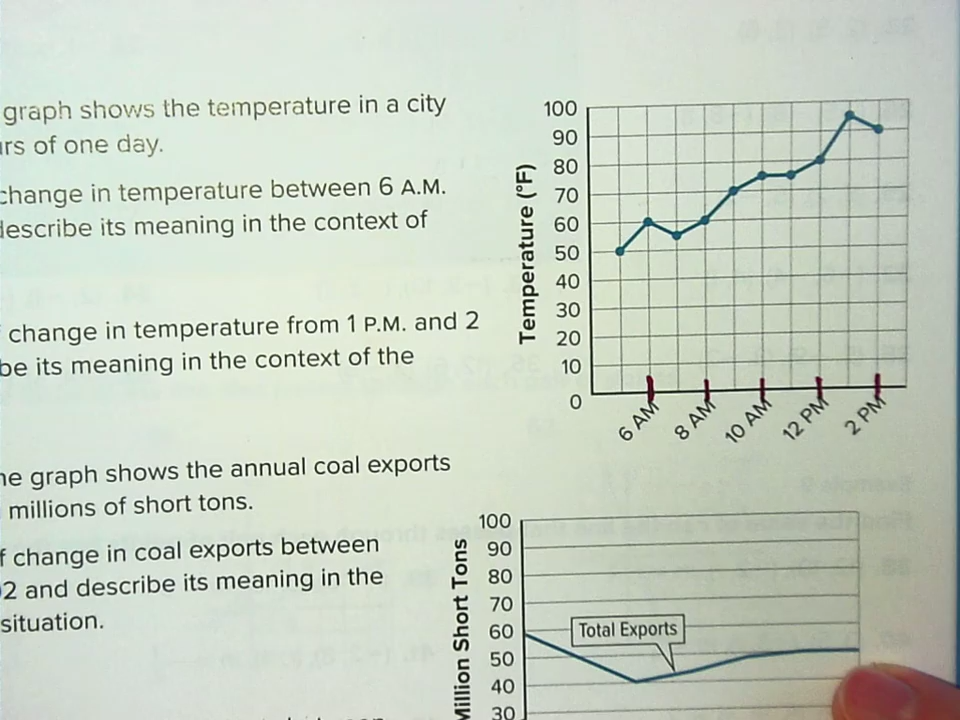 graph shows the temperature in a city
rs of one day.
change in temperature between 6 A.M.
describe its meaning in the context of
change in temperature from 1 P.M. and 2
be its meaning in the context of the
Temperature (°F)
100
90
80
70
60
50
40
30
20
10
0
6 AM
8 AM
10 AM
12 PM
2 PM
he graph shows the annual coal exports
millions of short tons.
f change in coal exports between
02 and describe its meaning in the
situation.
Million Short Tons
100
90
80
70
60
50
40
30
Total Exports